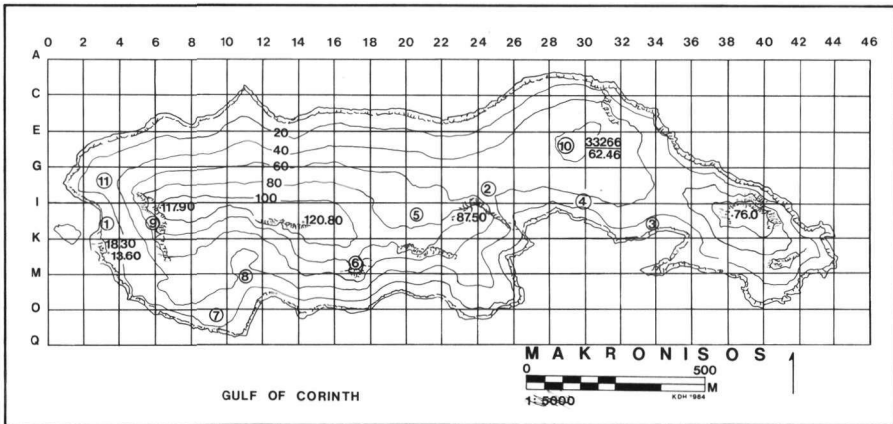 0 2 4 6 8 10 12 14 16 18 20 22 24 26 28 30 32 34 36 38 40 42 44 46
A
C
E
G
I
K
M
O
Q
20
40
60
80
100
10
33266
62.46
11
2
117.90
4
1
9
120.80
5
87.50
3
76.0
18.30
13.60
6
8
7
MAKRONISOS
0 500
M
1: 5000
KDH 1984
GULF OF CORINTH